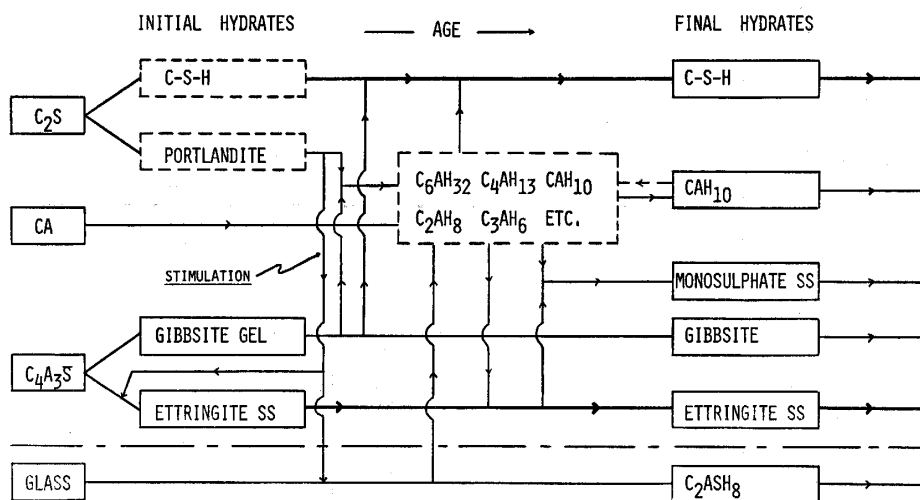 INITIAL HYDRATES
AGE
FINAL HYDRATES
C-S-H
C-S-H
C₂S
PORTLANDITE
C₆AH₃₂ C₄AH₁₃ CAH₁₀
CAH₁₀
CA
C₂AH₈ C₃AH₆ ETC.
STIMULATION
MONOSULPHATE SS
GIBBSITE GEL
GIBBSITE
C₄A₃S̄
ETTRINGITE SS
ETTRINGITE SS
GLASS
C₂ASH₈